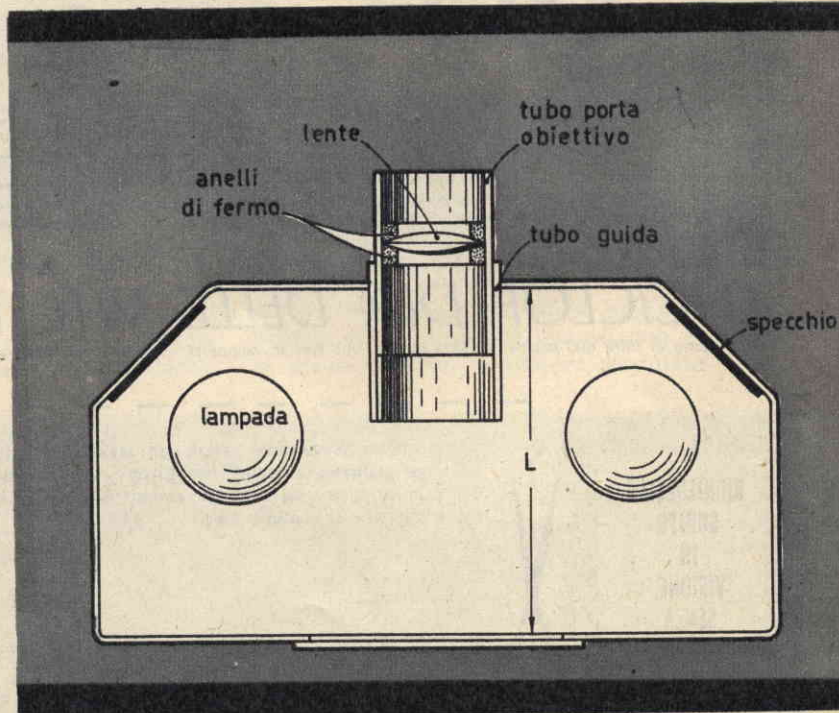 tubo porta
obiettivo
lente
anelli
di fermo
tubo guida
specchio
lampada
L